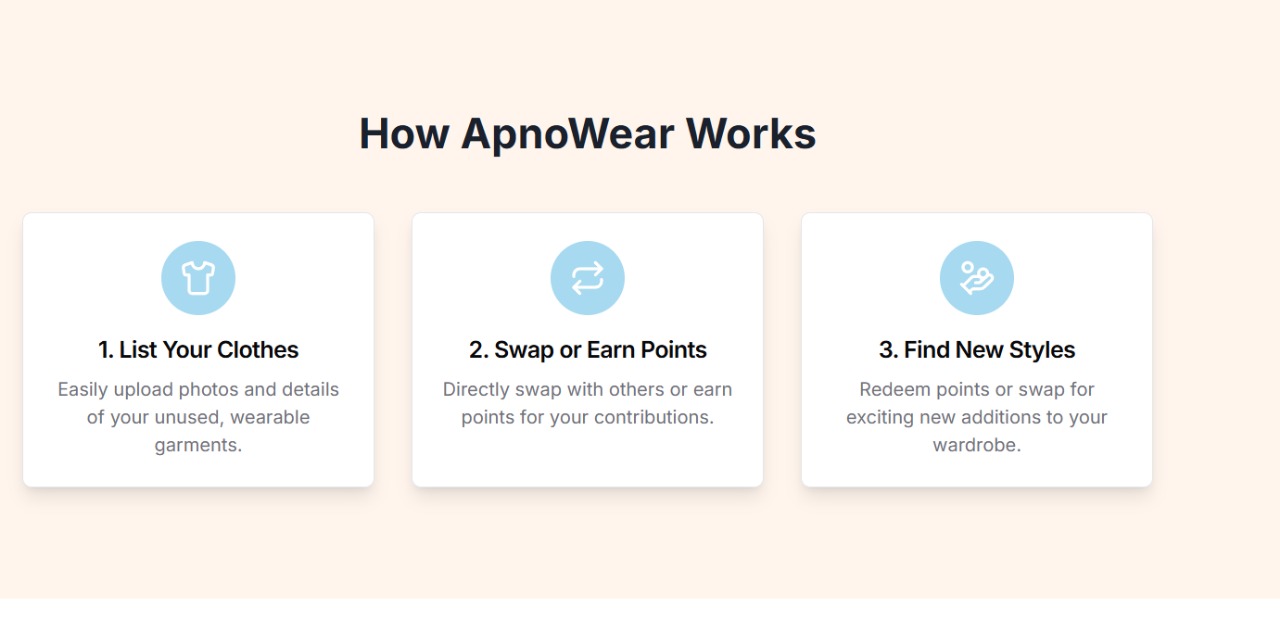 How ApnoWear Works
1. List Your Clothes
Easily upload photos and details
of your unused, wearable
garments.
2. Swap or Earn Points
Directly swap with others or earn
points for your contributions.
3. Find New Styles
Redeem points or swap for
exciting new additions to your
wardrobe.